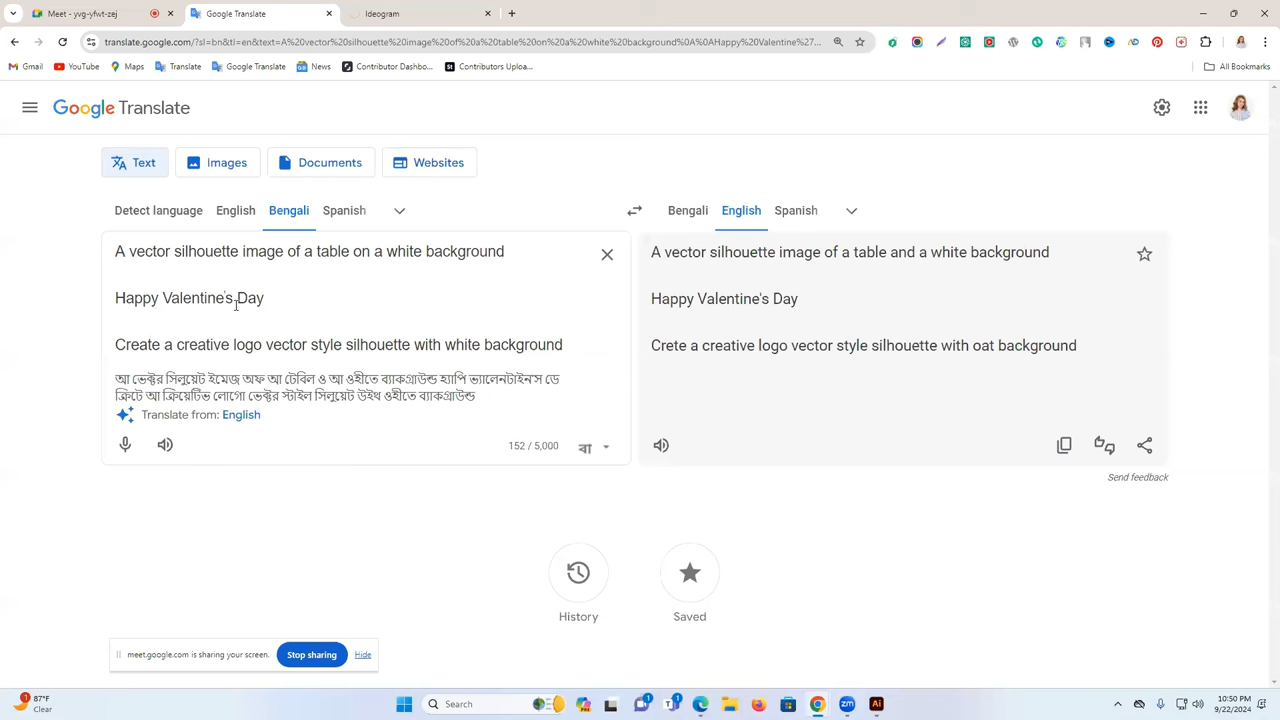 Meet - yvg-yfwt-zej
Google Translate
Ideogram
translate.google.com/?sl=bn&tl=en&text=A%20vector%20silhouette%20image%20of%20a%20table%20on%20a%20white%20background%0A%0AHappy%20Valentine%27...
Gmail
YouTube
Maps
Translate
Google Translate
News
Contributor Dashbo...
Contributors Uploa...
All Bookmarks
Google Translate
Text
Images
Documents
Websites
Detect language
English
Bengali
Spanish
Bengali
English
Spanish
A vector silhouette image of a table on a white background
Happy Valentine's Day
Create a creative logo vector style silhouette with white background
আ ভেক্টর সিলুয়েট ইমেজ অফ আ টেবিল ও আ ওহীতে ব্যাকগ্রাউন্ড হ্যাপি ভ্যালেনটাইন'স ডে
ক্রিটে আ ক্রিয়েটিভ লোগো ভেক্টর স্টাইল সিলুয়েট উইথ ওহীতে ব্যাকগ্রাউন্ড
Translate from: English
152 / 5,000
বা
A vector silhouette image of a table and a white background
Happy Valentine's Day
Crete a creative logo vector style silhouette with oat background
Send feedback
History
Saved
meet.google.com is sharing your screen.
Stop sharing
Hide
87°F
Clear
Search
10:50 PM
9/22/2024